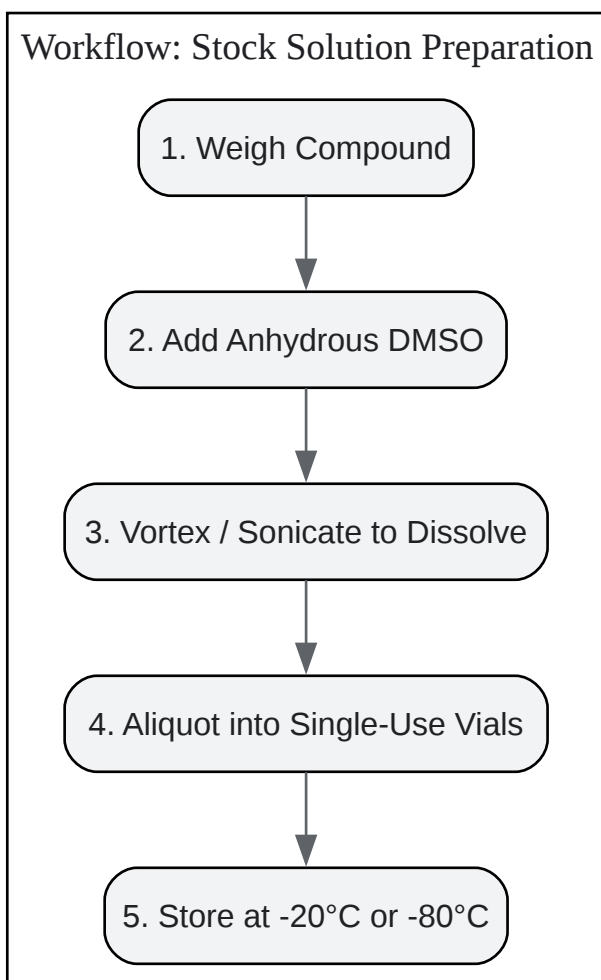 Workflow: Stock Solution Preparation
1. Weigh Compound
2. Add Anhydrous DMSO
3. Vortex / Sonicate to Dissolve
4. Aliquot into Single-Use Vials
5. Store at -20°C or -80°C